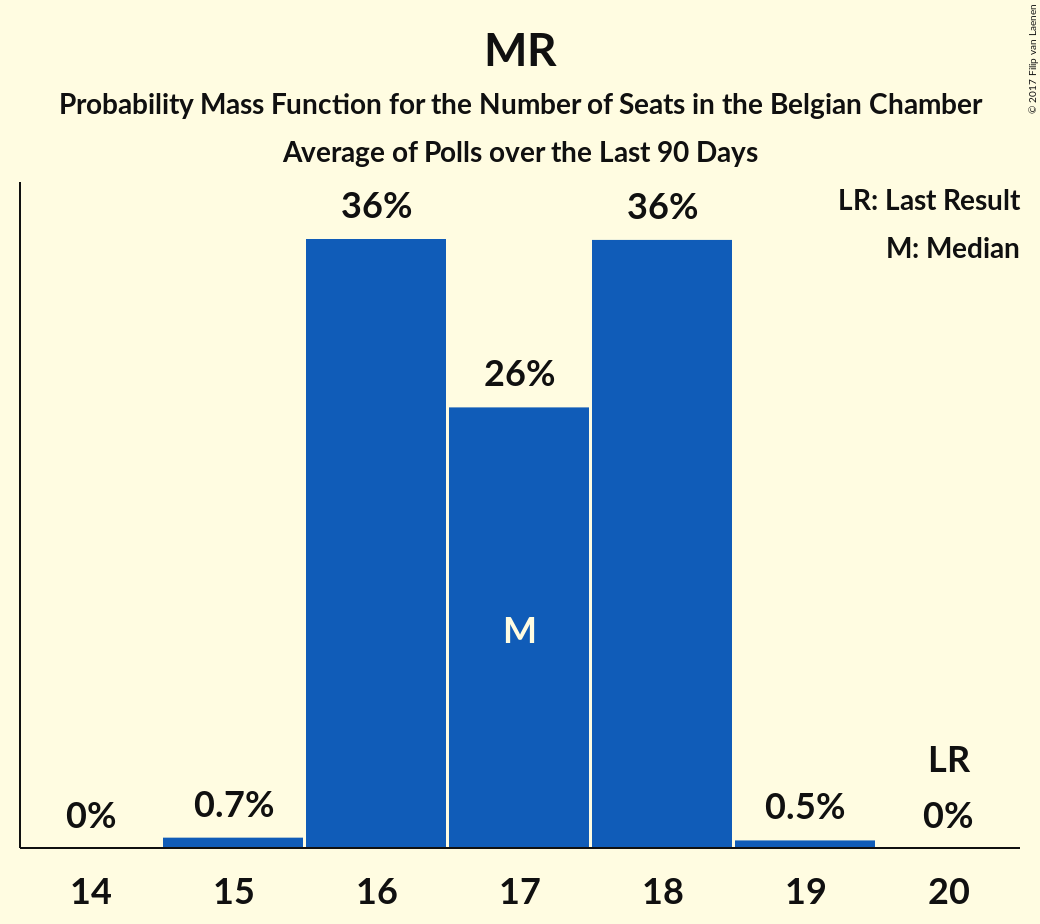 MR
Probability Mass Function for the Number of Seats in the Belgian Chamber
Average of Polls over the Last 90 Days
© 2017 Filip van Laenen
LR: Last Result
M: Median
36%
36%
26%
M
LR
0%
0.7%
0.5%
0%
14 15 16 17 18 19 20